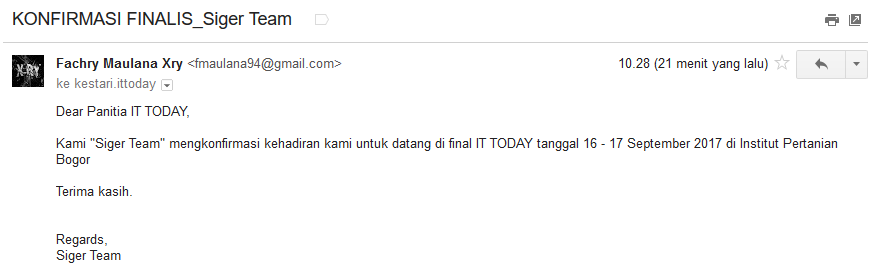 KONFIRMASI FINALIS_Siger Team
Fachry Maulana Xry <fmaulana94@gmail.com>
10.28 (21 menit yang lalu)
X-RY
ke kestari.ittoday
Dear Panitia IT TODAY,
Kami "Siger Team" mengkonfirmasi kehadiran kami untuk datang di final IT TODAY tanggal 16 - 17 September 2017 di Institut Pertanian
Bogor
Terima kasih.
Regards,
Siger Team